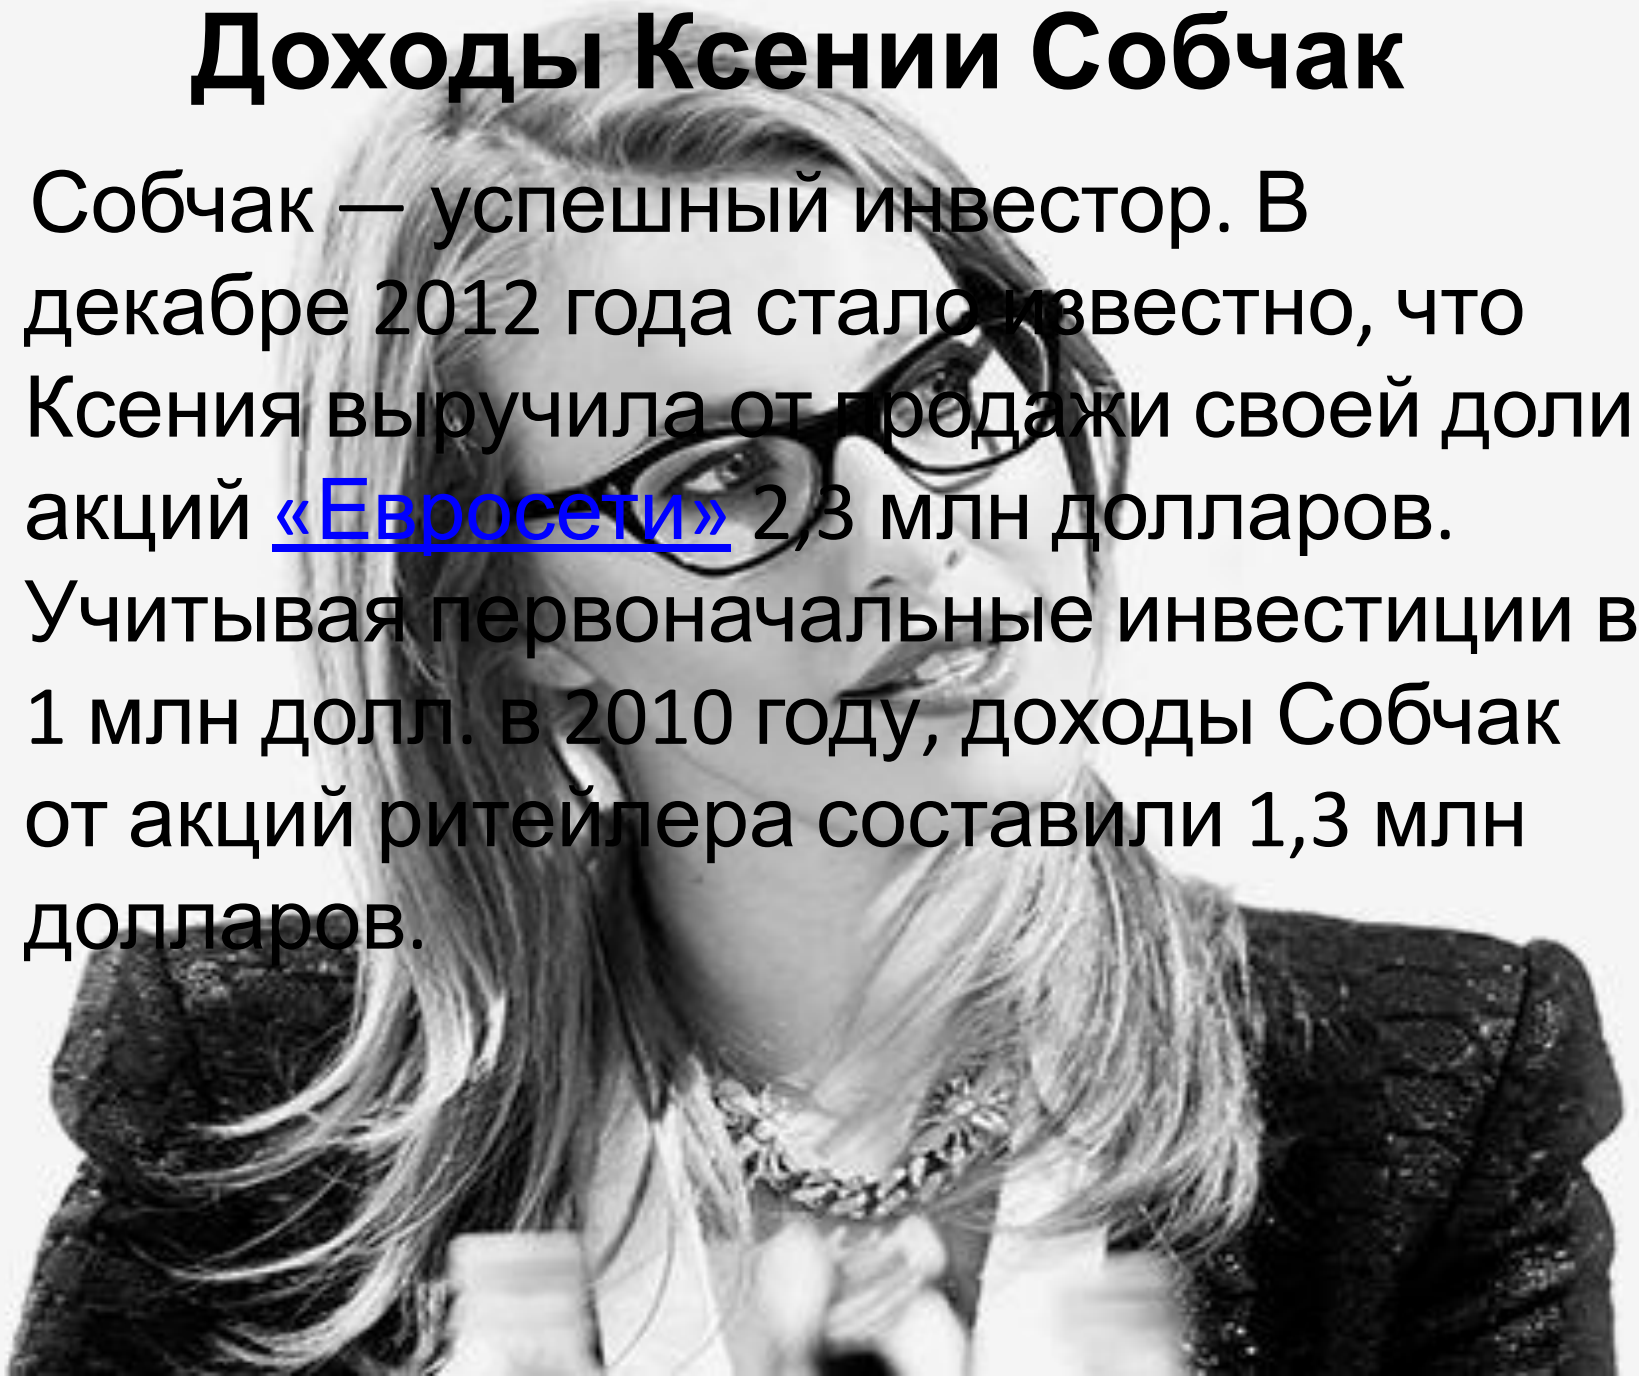 Доходы Ксении Собчак
Собчак — успешный инвестор. В
декабре 2012 года стало известно, что
Ксения выручила от продажи своей доли
акций «Евросети» 2,3 млн долларов.
Учитывая первоначальные инвестиции в
1 млн долл. в 2010 году, доходы Собчак
от акций ритейлера составили 1,3 млн
долларов.